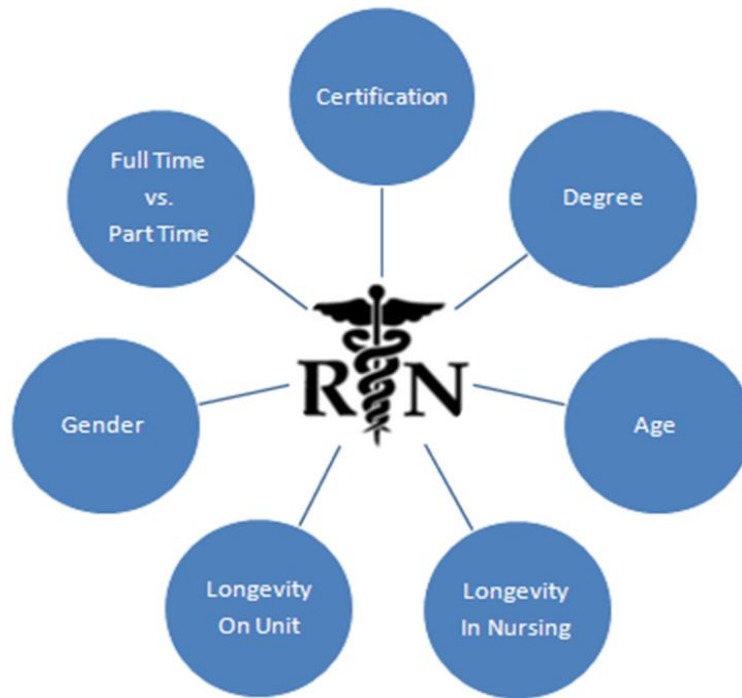 Certification
Full Time
vs.
Part Time
Degree
RN
Gender
Age
Longevity
On Unit
Longevity
In Nursing